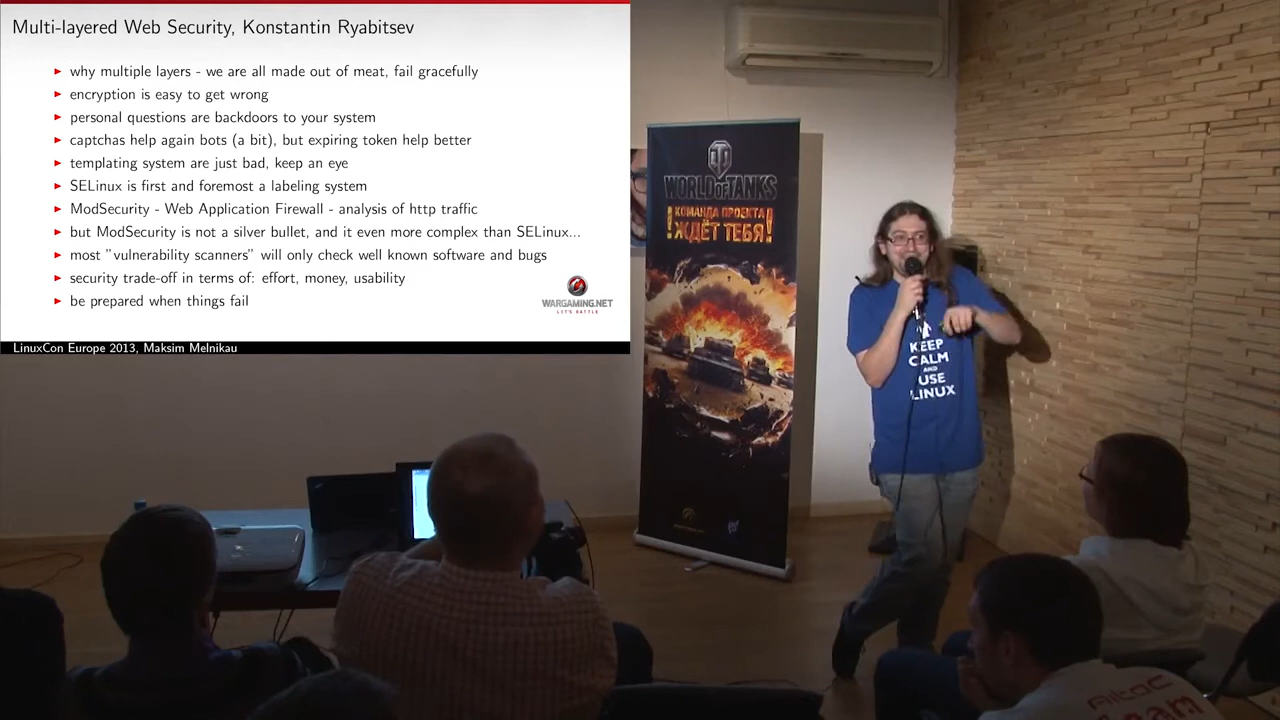 Multi-layered Web Security, Konstantin Ryabitsev
why multiple layers - we are all made out of meat, fail gracefully
encryption is easy to get wrong
personal questions are backdoors to your system
captchas help again bots (a bit), but expiring token help better
templating system are just bad, keep an eye
SELinux is first and foremost a labeling system
ModSecurity - Web Application Firewall - analysis of http traffic
but ModSecurity is not a silver bullet, and it even more complex than SELinux...
most "vulnerability scanners" will only check well known software and bugs
security trade-off in terms of: effort, money, usability
be prepared when things fail
WARGAMING.NET
LET'S BATTLE
LinuxCon Europe 2013, Maksim Melnikau
WORLD OF TANKS
КОМАНДА ПРОЕКТА
ЖДЁТ ТЕБЯ!
KEEP
CALM
AND
USE
LINUX